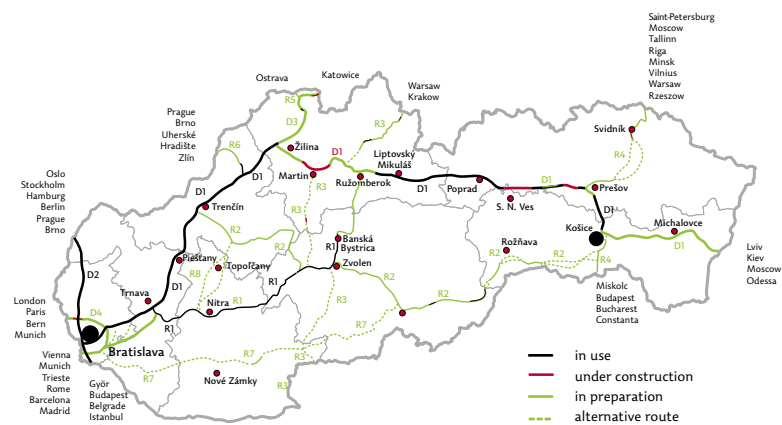 Saint-Petersburg
Moscow
Tallinn
Riga
Minsk
Vilnius
Warsaw
Rzeszow
Ostrava
Katowice
Warsaw
Krakow
Prague
Brno
Uherské
Hradište
Zlín
Oslo
Stockholm
Hamburg
Berlin
Prague
Brno
London
Paris
Bern
Munich
Vienna
Munich
Trieste
Rome
Barcelona
Madrid
Györ
Budapest
Belgrade
Istanbul
Miskolc
Budapest
Bucharest
Constanta
Lviv
Kiev
Moscow
Odessa
R5
D3
R3
R6
Žilina
D1
Svidník
R4
Martin
Liptovský
Mikuláš
Ružomberok
D1
D1
D1
R3
D1
Poprad
D1
S. N. Ves
Prešov
D1
Trenčín
R3
R2
R2
Banská
Bystrica
R1
Košice
Michalovce
D1
Rožňava
R2
R2
R4
D2
Piešťany
R8
Topoľčany
Zvolen
R2
R2
D1
Trnava
R1
R1
Nitra
R3
D4
R1
Bratislava
R7
R7
R7
R3
Nové Zámky
R3
in use
under construction
in preparation
alternative route